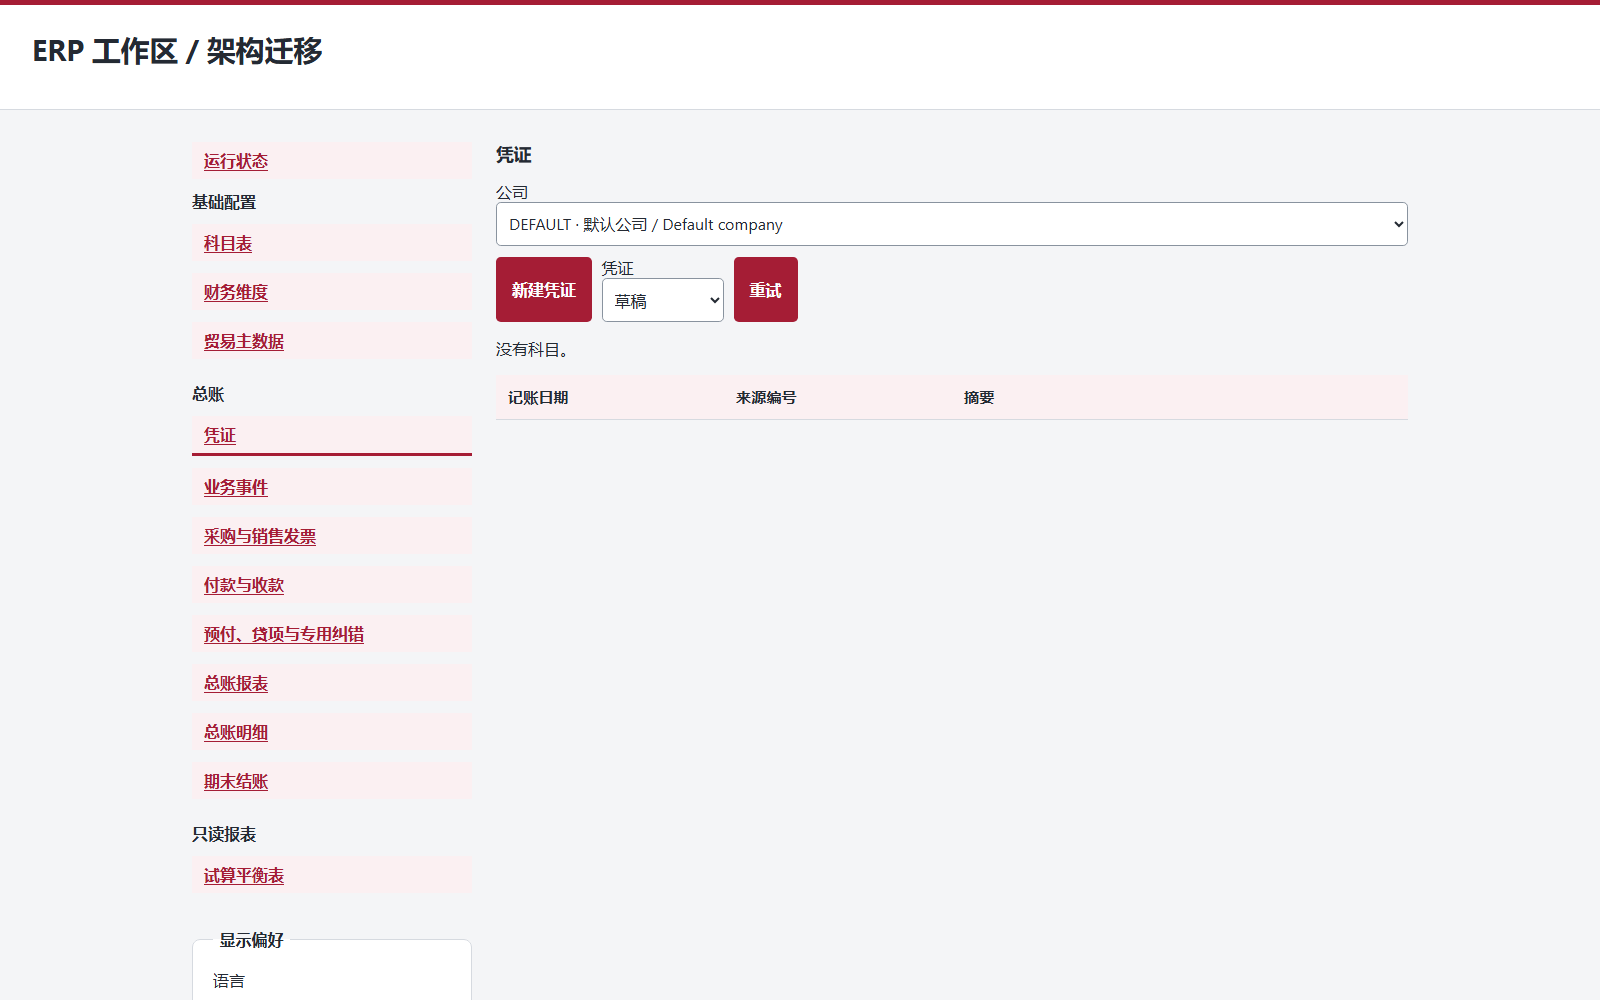 ERP 工作区 / 架构迁移
运行状态
基础配置
科目表
财务维度
贸易主数据
总账
凭证
业务事件
采购与销售发票
付款与收款
预付、贷项与专用纠错
总账报表
总账明细
期末结账
只读报表
试算平衡表
显示偏好
语言
凭证
公司
DEFAULT · 默认公司 / Default company
新建凭证
凭证
草稿
重试
没有科目。
记账日期 来源编号 摘要